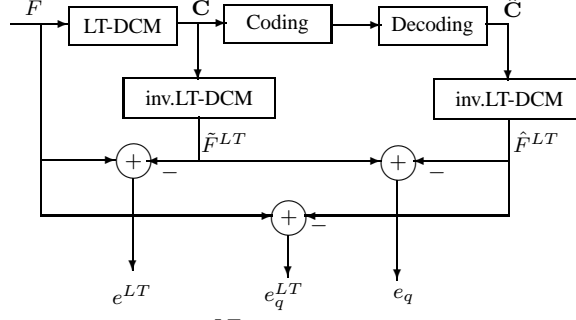 F LT-DCM C Coding Decoding Ĉ
inv.LT-DCM inv.LT-DCM
F̃^{LT} F̂^{LT}
+ − + −
+ −
e^{LT} e_q^{LT} e_q